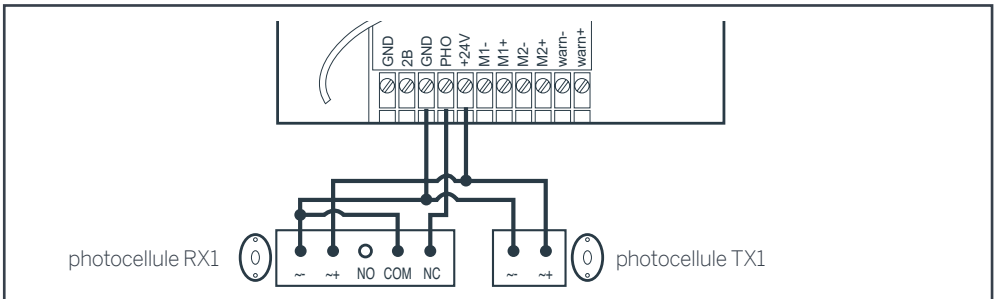 GND 2B GND PHO +24V M1- M1+ M2- M2+ warn- warn+
photocellule RX1
~- ~+ NO COM NC
~- ~+
photocellule TX1